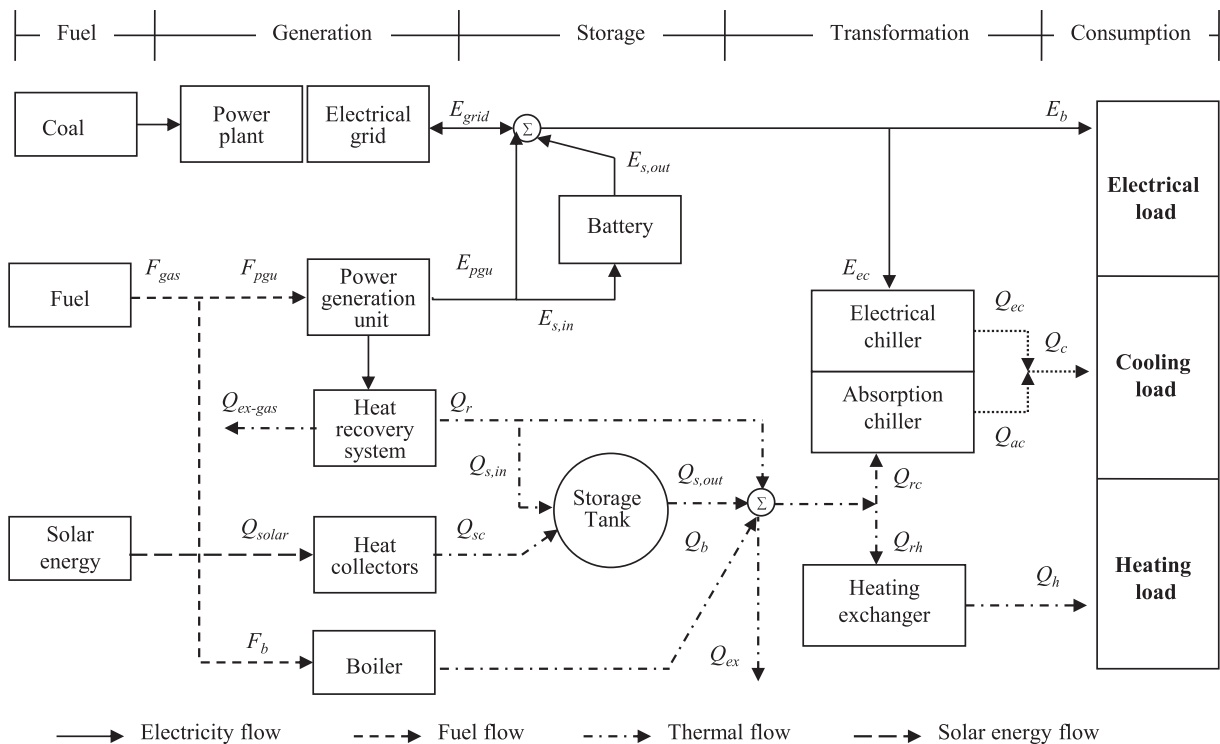 Fuel Generation Storage Transformation Consumption
Coal
Power
plant
Electrical
grid
E_grid
Σ
E_b
E_s,out
Battery
Electrical
load
F_gas
F_pgu
Fuel
Power
generation
unit
E_pgu
E_s,in
E_ec
Electrical
chiller
Q_ec
Q_c
Cooling
load
Absorption
chiller
Q_ac
Q_ex-gas
Heat
recovery
system
Q_r
Q_s,in
Storage
Tank
Q_s,out
Σ
Q_rc
Q_rh
Solar
energy
Q_solar
Heat
collectors
Q_sc
Q_b
Heating
exchanger
Q_h
Heating
load
F_b
Boiler
Q_ex
Electricity flow Fuel flow Thermal flow Solar energy flow